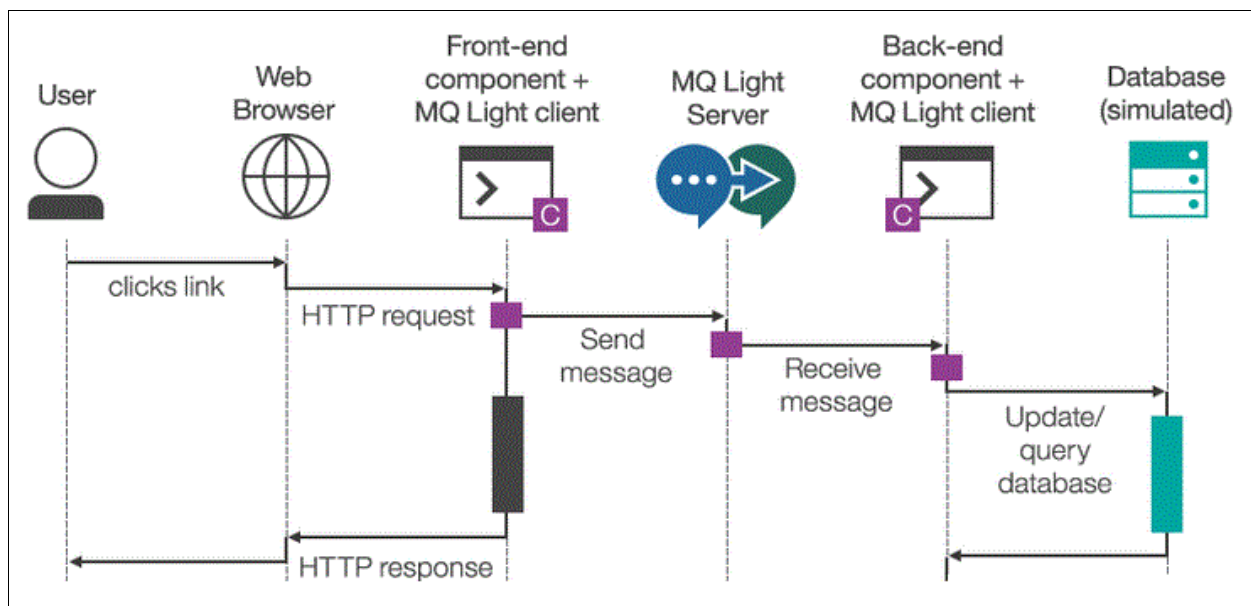 User
Web
Browser
Front-end
component +
MQ Light client
MQ Light
Server
Back-end
component +
MQ Light client
Database
(simulated)
C
C
clicks link
HTTP request
Send
message
Receive
message
Update/
query
database
HTTP response